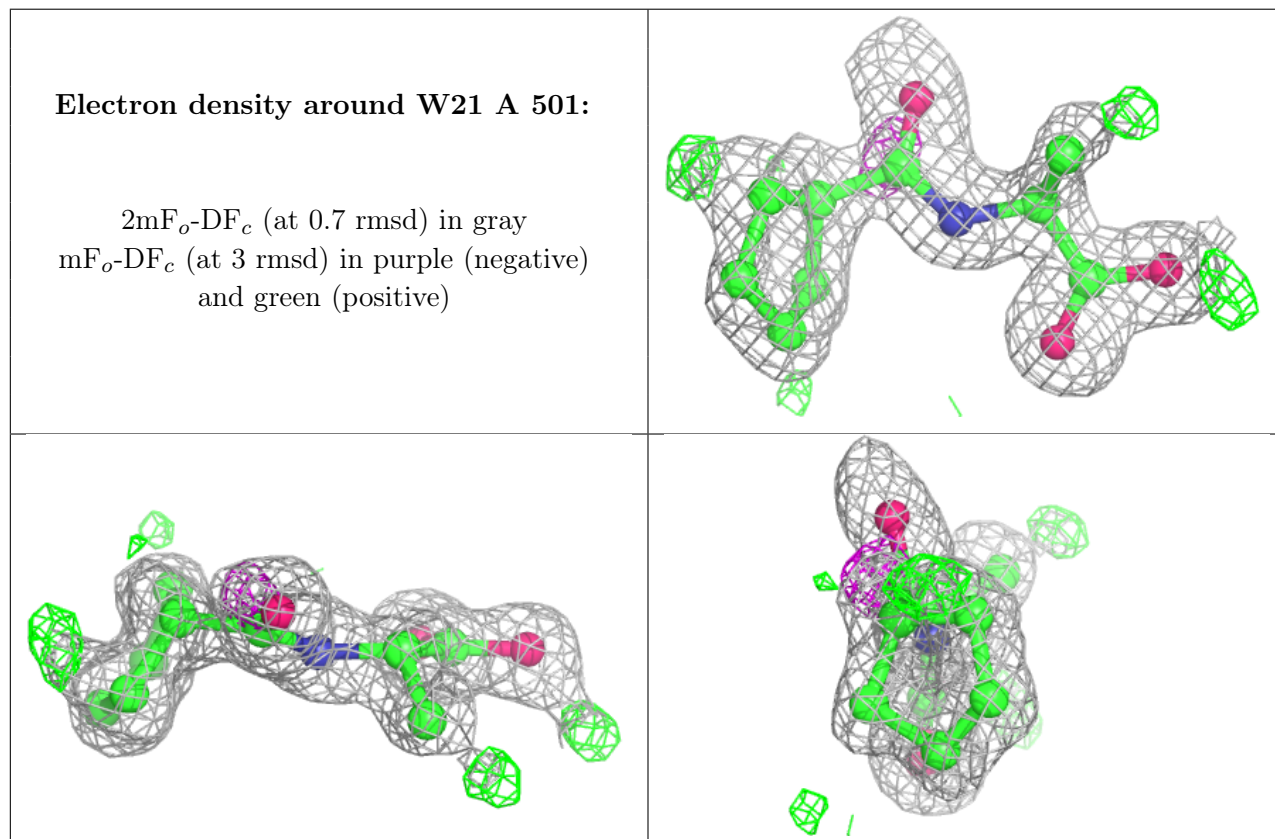 Electron density around W21 A 501:
2mFo-DFc (at 0.7 rmsd) in gray
mFo-DFc (at 3 rmsd) in purple (negative)
and green (positive)